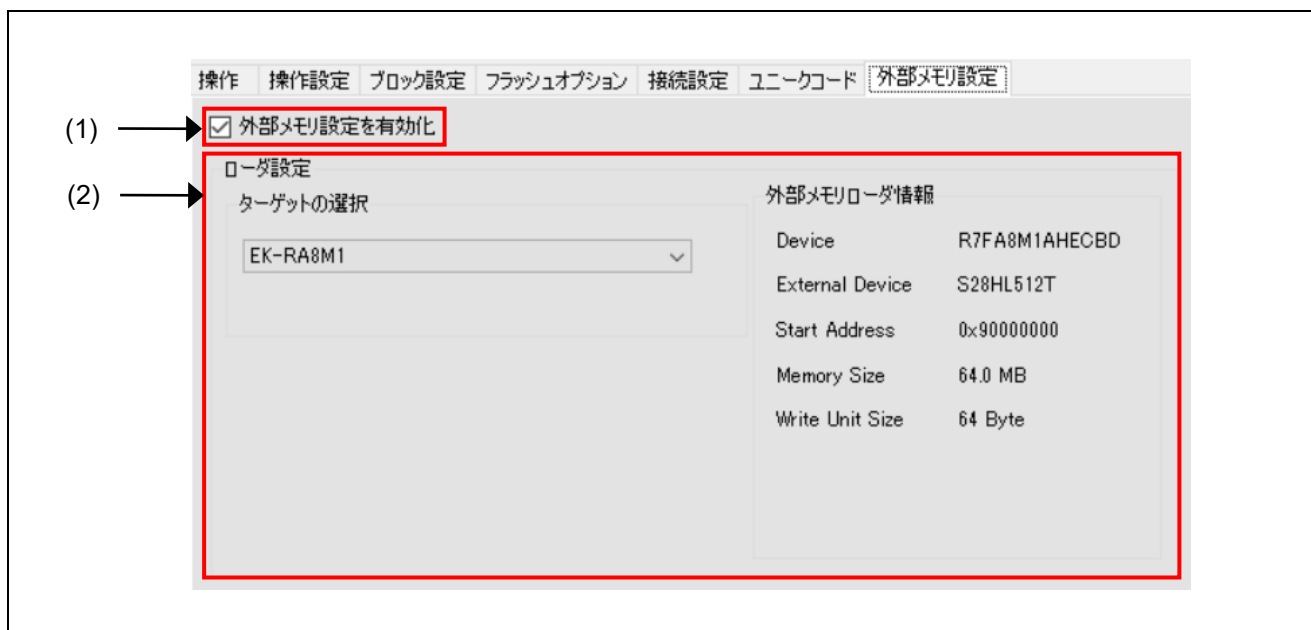 操作 操作設定 ブロック設定 フラッシュオプション 接続設定 ユニークコード 外部メモリ設定
(1) 外部メモリ設定を有効化
(2) ローダ設定
ターゲットの選択
EK-RA8M1
外部メモリローダ情報
Device R7FA8M1AHECBD
External Device S28HL512T
Start Address 0x90000000
Memory Size 64.0 MB
Write Unit Size 64 Byte